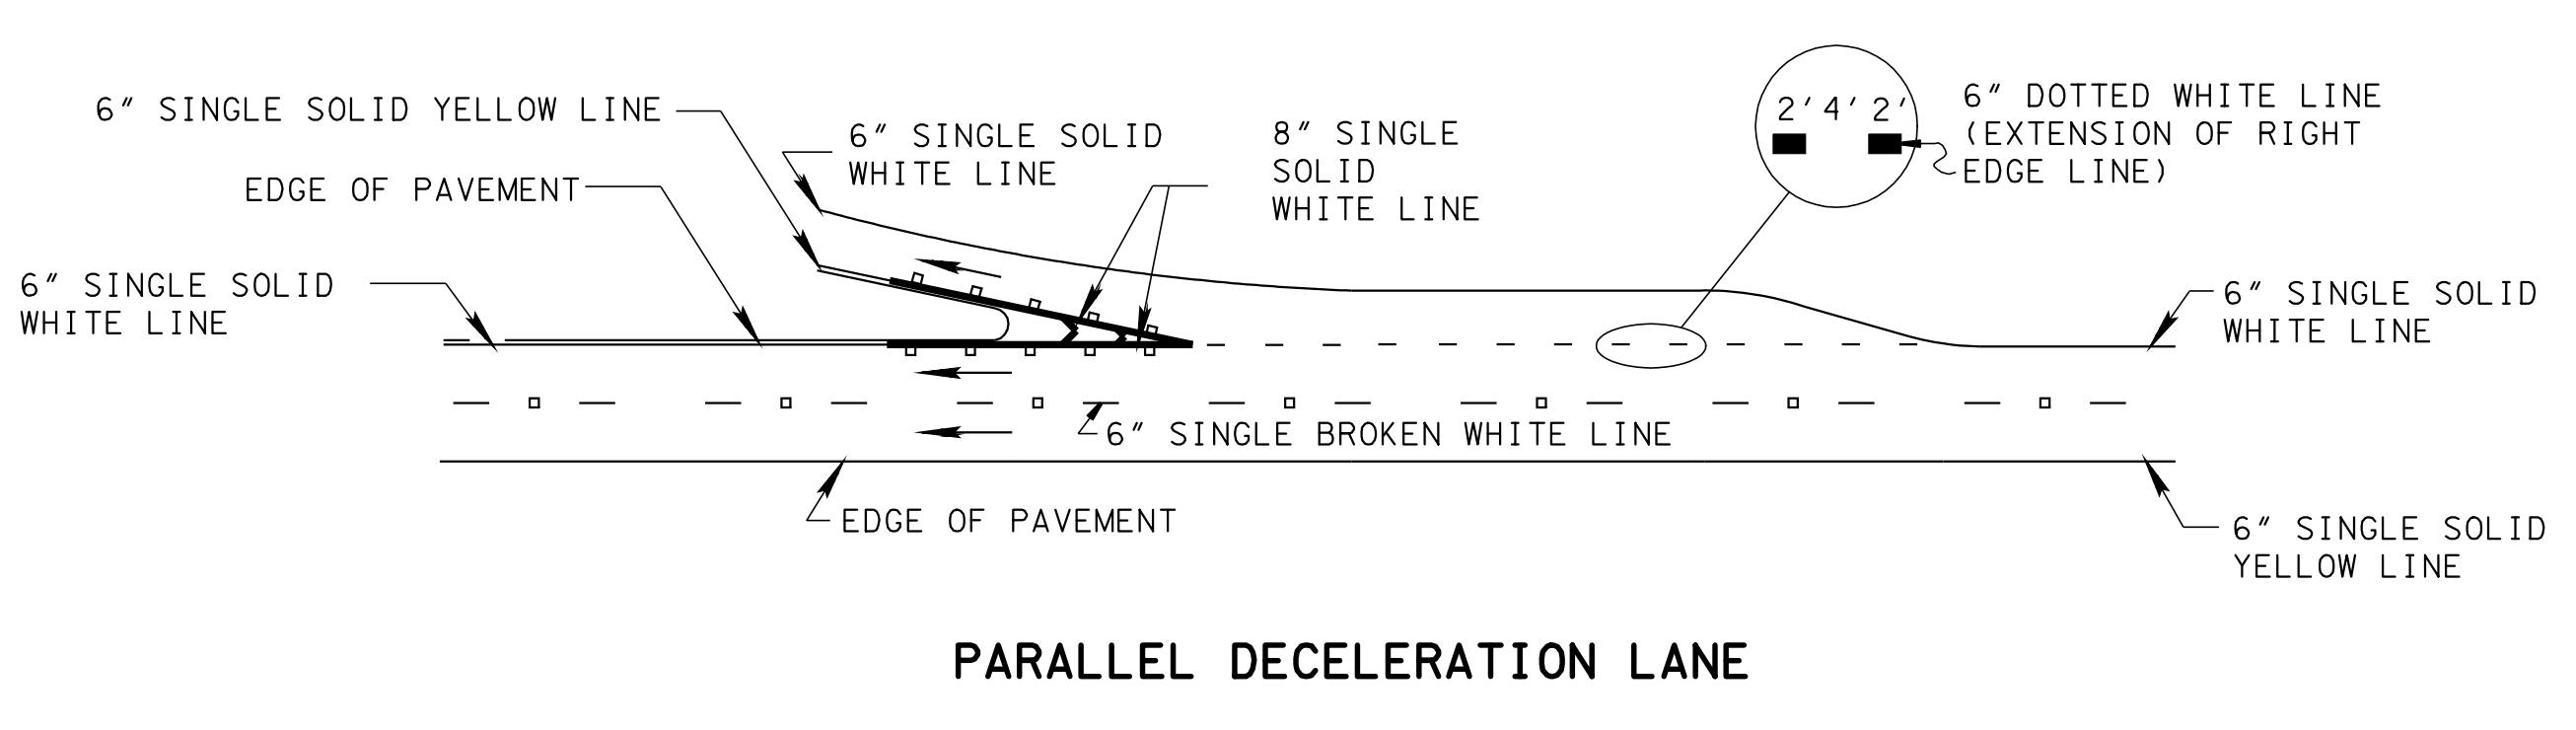 6" SINGLE SOLID YELLOW LINE
EDGE OF PAVEMENT
6" SINGLE SOLID
WHITE LINE
6" SINGLE SOLID
WHITE LINE
8" SINGLE
SOLID
WHITE LINE
2' 4' 2'
6" DOTTED WHITE LINE
(EXTENSION OF RIGHT
EDGE LINE)
6" SINGLE SOLID
WHITE LINE
6" SINGLE BROKEN WHITE LINE
EDGE OF PAVEMENT
6" SINGLE SOLID
YELLOW LINE
PARALLEL DECELERATION LANE